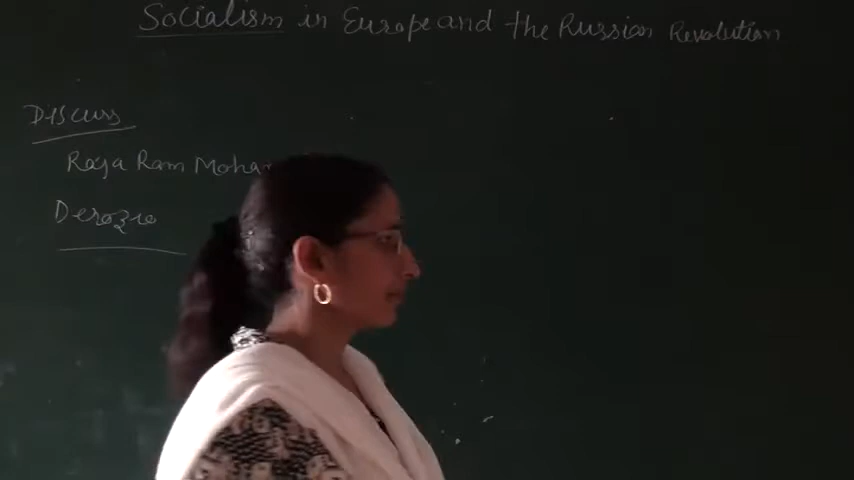 Socialism in Europe and the Russian Revolution
Discuss
Raja Ram Mohan
Derozio